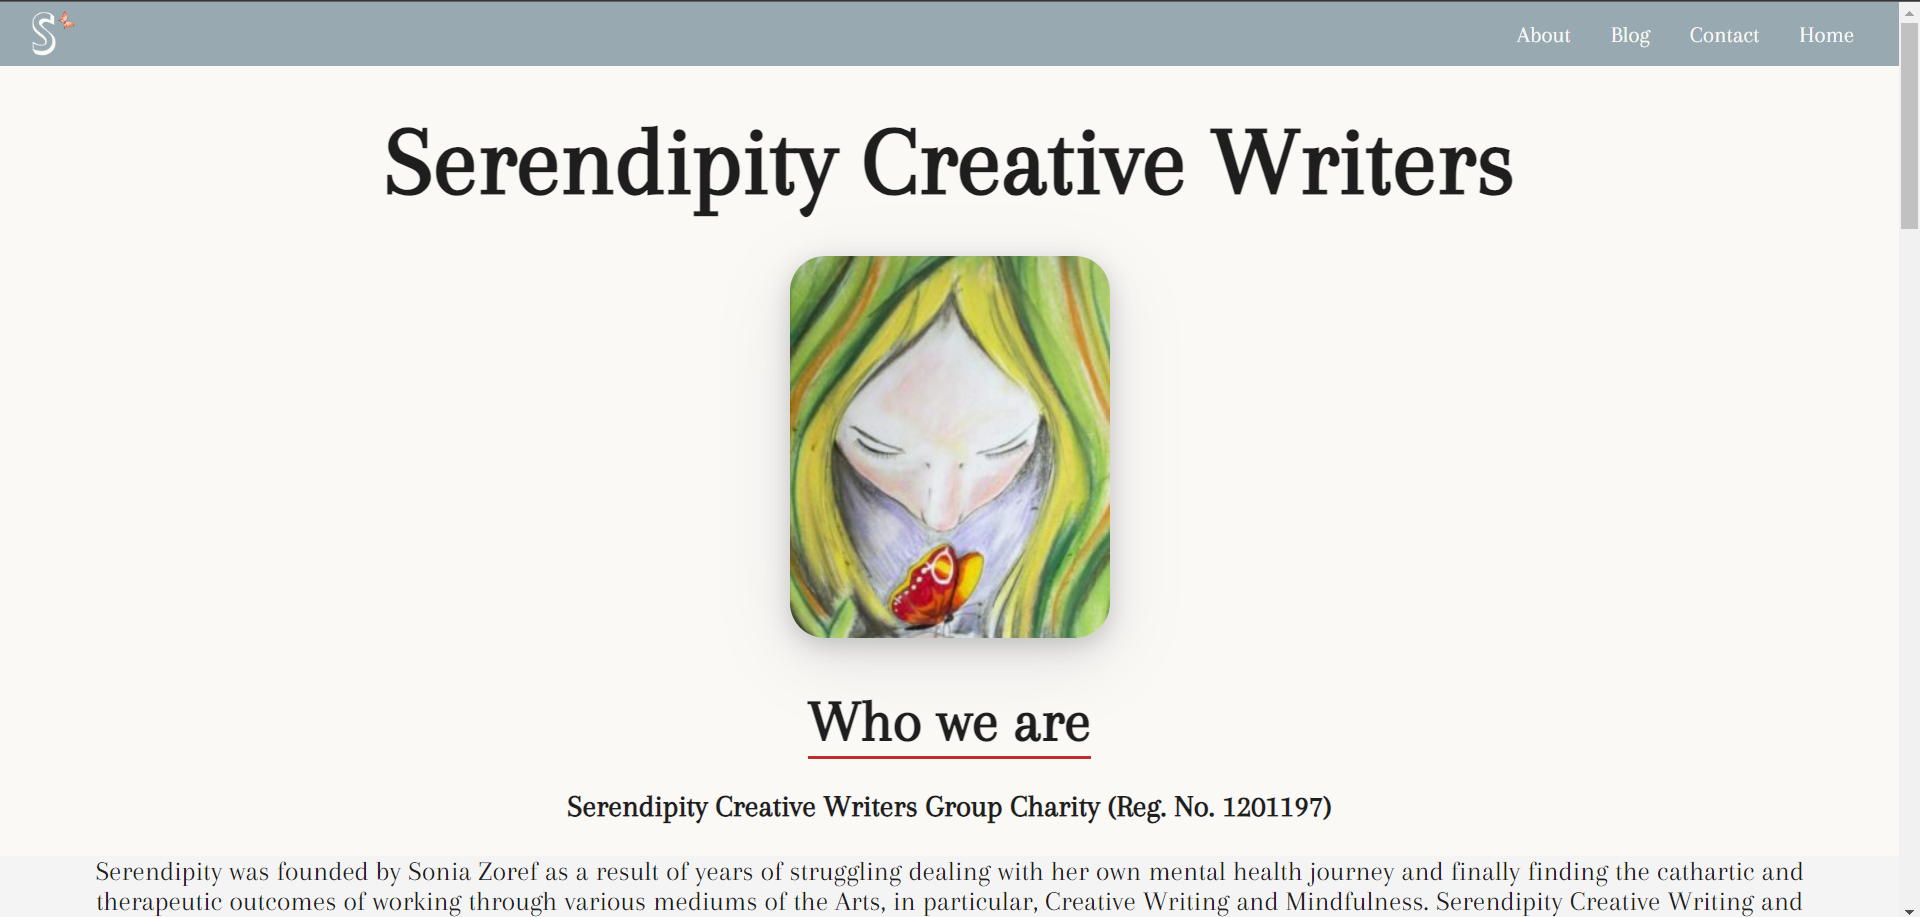 S
About Blog Contact Home
Serendipity Creative Writers
Who we are
Serendipity Creative Writers Group Charity (Reg. No. 1201197)
Serendipity was founded by Sonia Zoref as a result of years of struggling dealing with her own mental health journey and finally finding the cathartic and
therapeutic outcomes of working through various mediums of the Arts, in particular, Creative Writing and Mindfulness. Serendipity Creative Writing and